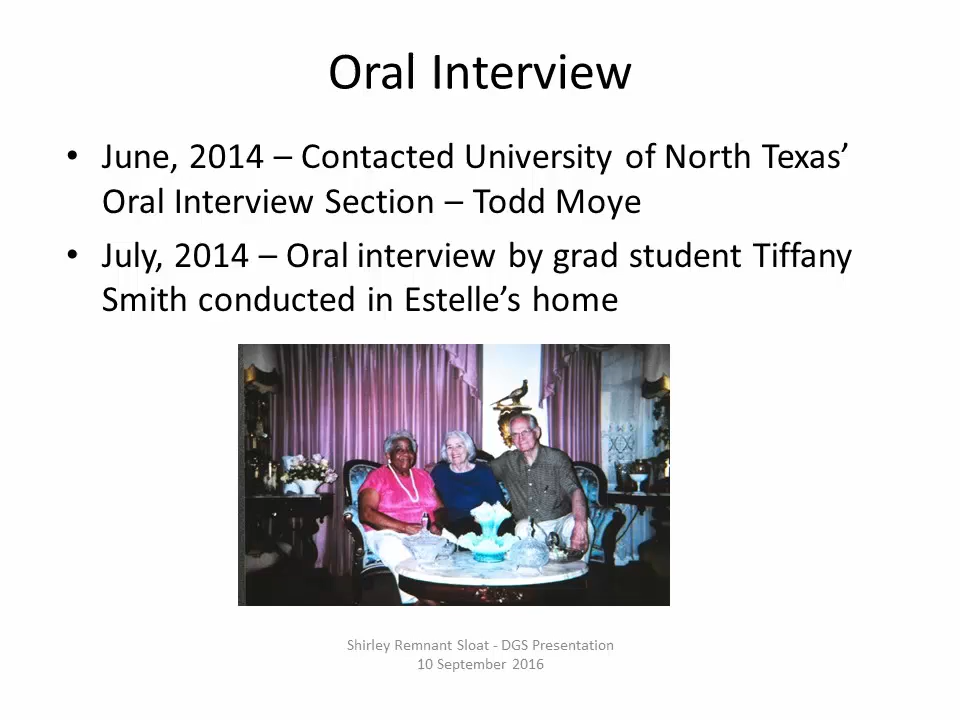 Oral Interview
• June, 2014 – Contacted University of North Texas’
Oral Interview Section – Todd Moye
• July, 2014 – Oral interview by grad student Tiffany
Smith conducted in Estelle’s home
Shirley Remnant Sloat - DGS Presentation
10 September 2016